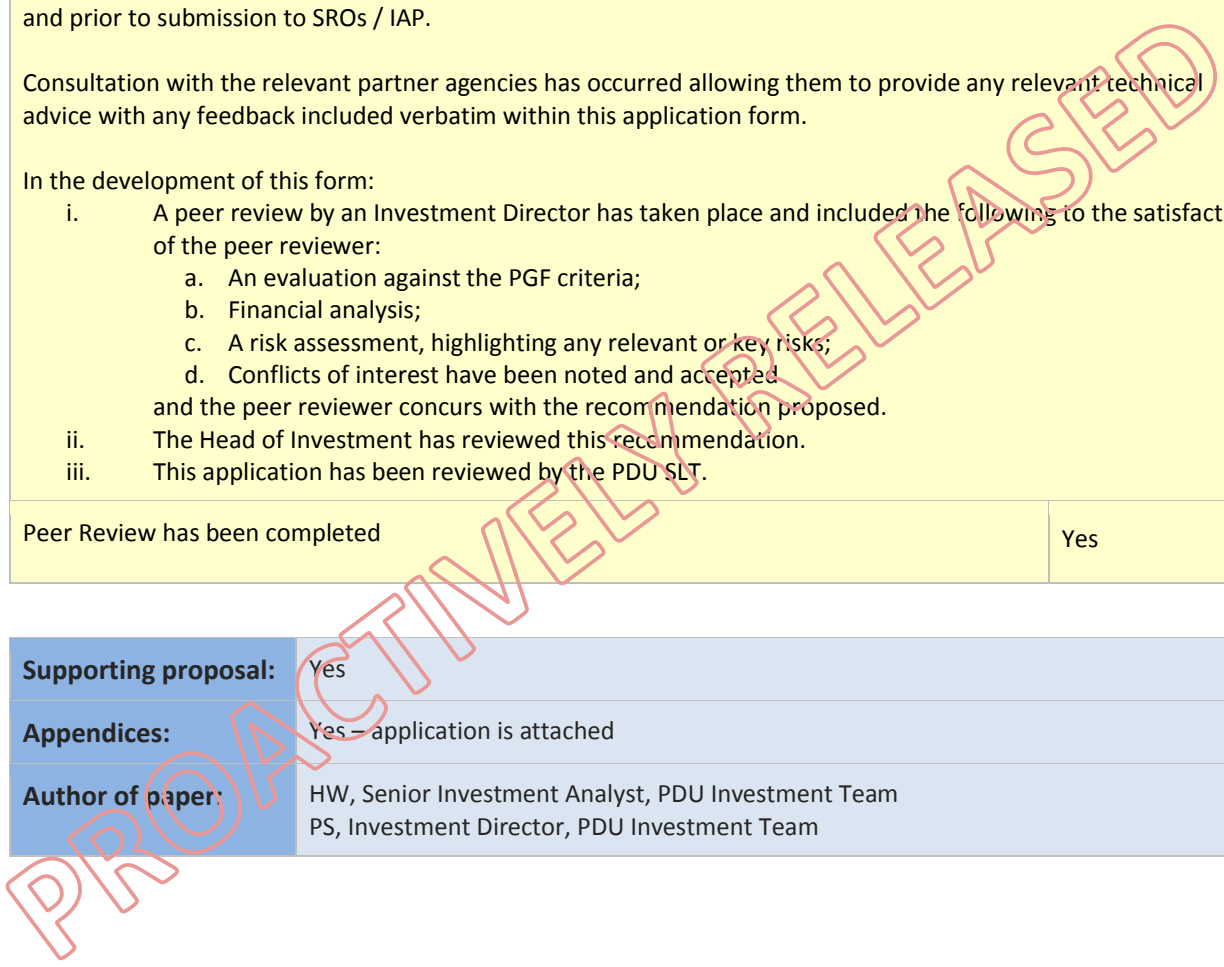 and prior to submission to SROs / IAP.
Consultation with the relevant partner agencies has occurred allowing them to provide any relevant technical
advice with any feedback included verbatim within this application form.
In the development of this form:
i. A peer review by an Investment Director has taken place and included the following to the satisfact
of the peer reviewer:
a. An evaluation against the PGF criteria;
b. Financial analysis;
c. A risk assessment, highlighting any relevant or key risks;
d. Conflicts of interest have been noted and accepted
and the peer reviewer concurs with the recommendation proposed.
ii. The Head of Investment has reviewed this recommendation.
iii. This application has been reviewed by the PDU SLT.
Peer Review has been completed Yes
Supporting proposal: Yes
Appendices: Yes – application is attached
Author of paper: HW, Senior Investment Analyst, PDU Investment Team
PS, Investment Director, PDU Investment Team
PROACTIVELY RELEASED